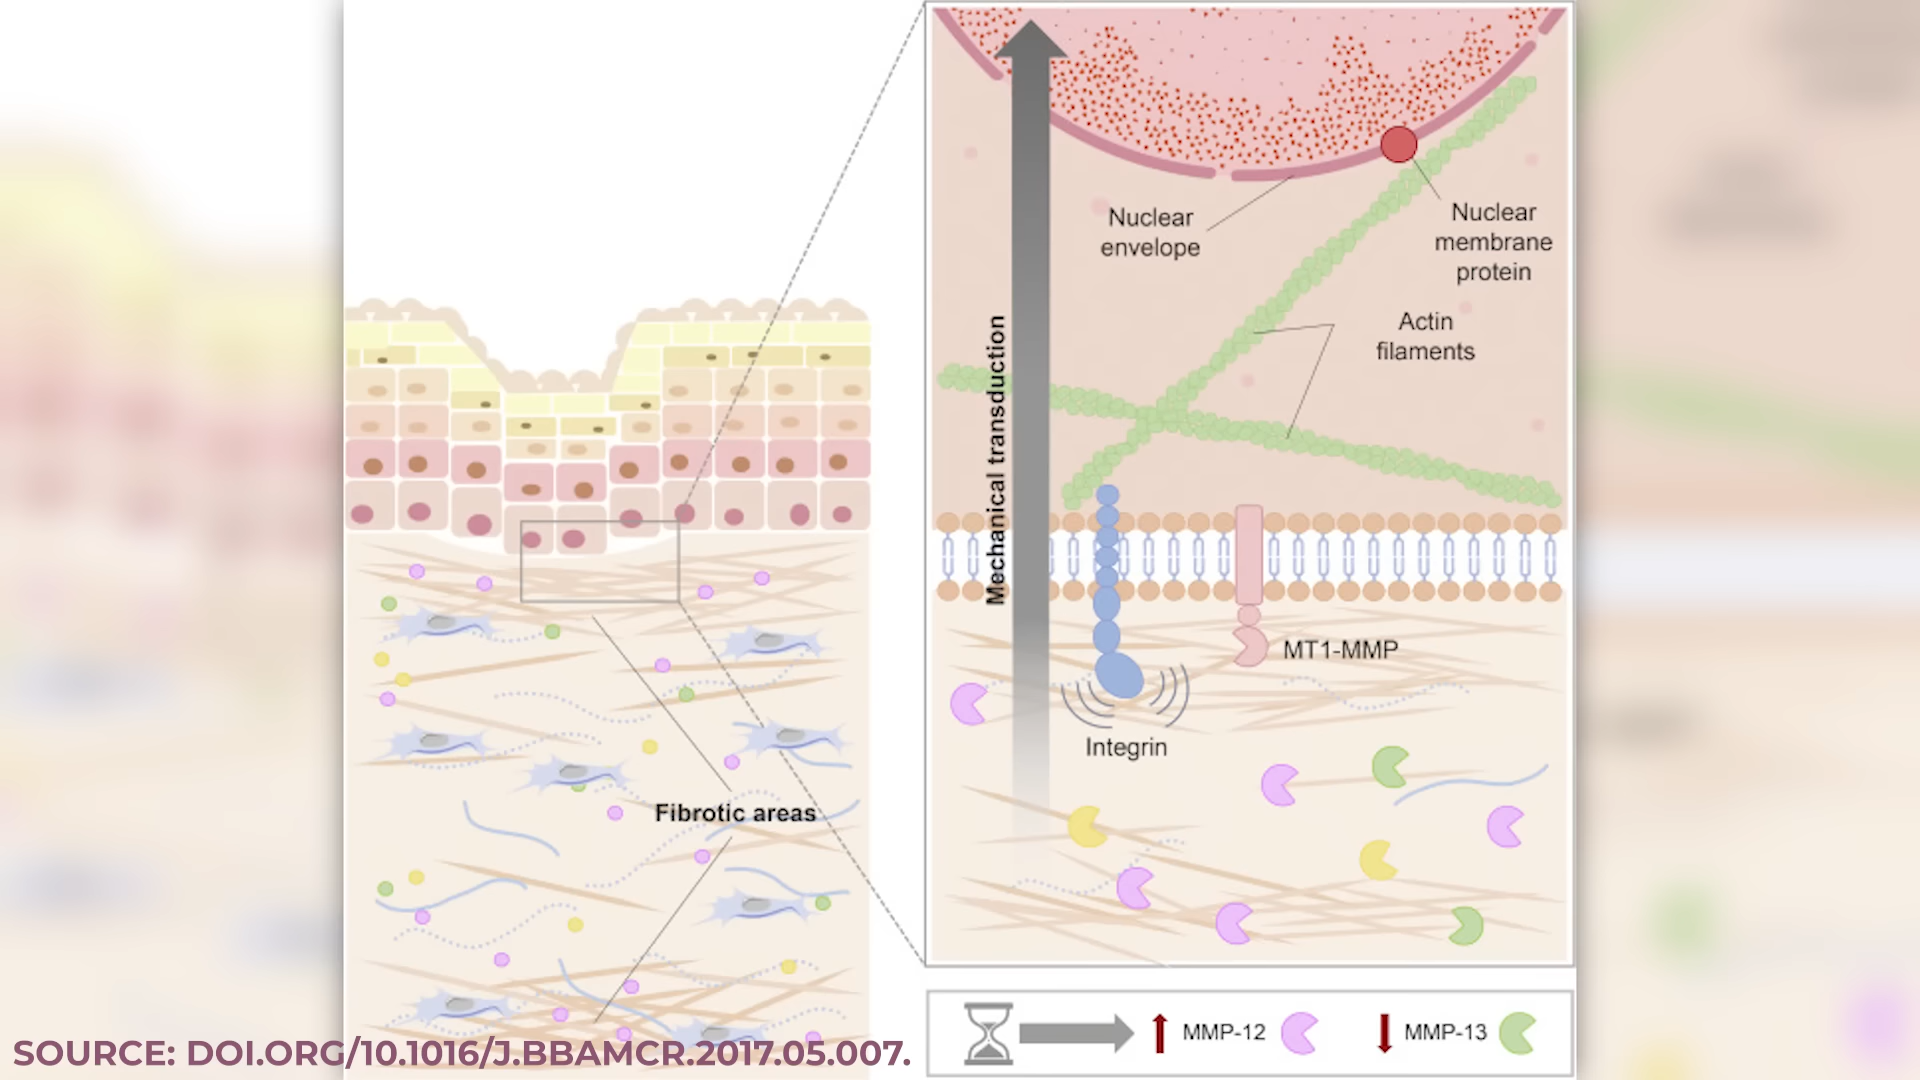 Nuclear
envelope
Nuclear
membrane
protein
Actin
filaments
Mechanical transduction
MT1-MMP
Integrin
Fibrotic areas
MMP-12
MMP-13
SOURCE: DOI.ORG/10.1016/J.BBAMCR.2017.05.007.